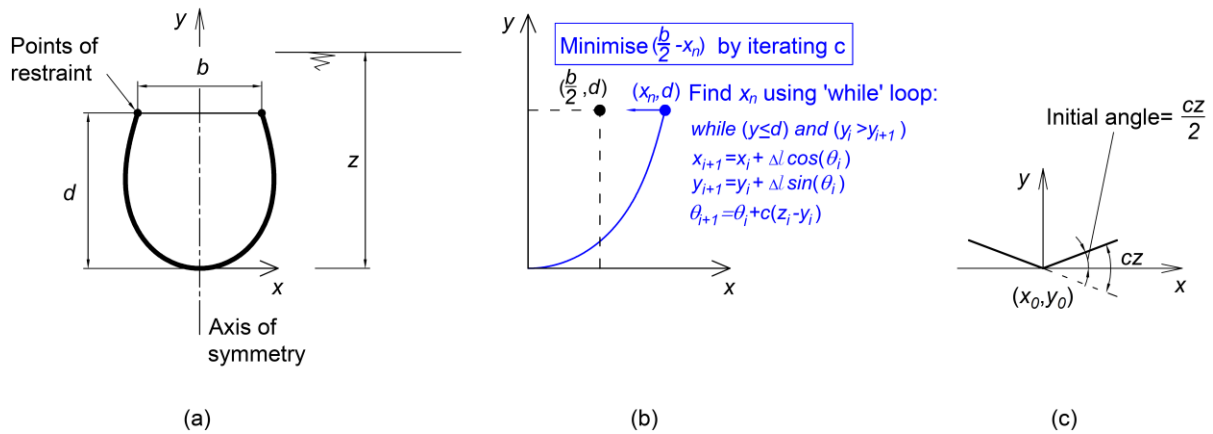 y
Points of
restraint
b
d
z
x
Axis of
symmetry
(a)
y
Minimise (b/2 -xₙ) by iterating c
(b/2 ,d)
(xₙ,d)
Find xₙ using 'while' loop:
while (y≤d) and (yᵢ >yᵢ₊₁)
xᵢ₊₁=xᵢ + Δl cos(θᵢ)
yᵢ₊₁=yᵢ + Δl sin(θᵢ)
θᵢ₊₁=θᵢ+c(zᵢ-yᵢ)
x
(b)
Initial angle= cz/2
y
cz
x
(x₀,y₀)
(c)